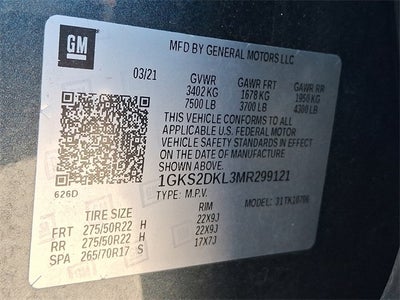 GM
MFD BY GENERAL MOTORS LLC
03/21 GVWR GAWR FRT GAWR RR
3402 KG 1678 KG 1950 KG
7500 LB 3700 LB 4300 LB
THIS VEHICLE CONFORMS TO ALL
APPLICABLE U.S. FEDERAL MOTOR
VEHICLE SAFETY STANDARDS IN EFFECT
ON THE DATE OF MANUFACTURE
SHOWN ABOVE.
1GKS2DKL3MR299121
626D TYPE: M.P.V. 31TK10706
TIRE SIZE RIM
FRT 275/50R22 H 22X9J
RR 275/50R22 H 22X9J
SPA 265/70R17 S 17X7J